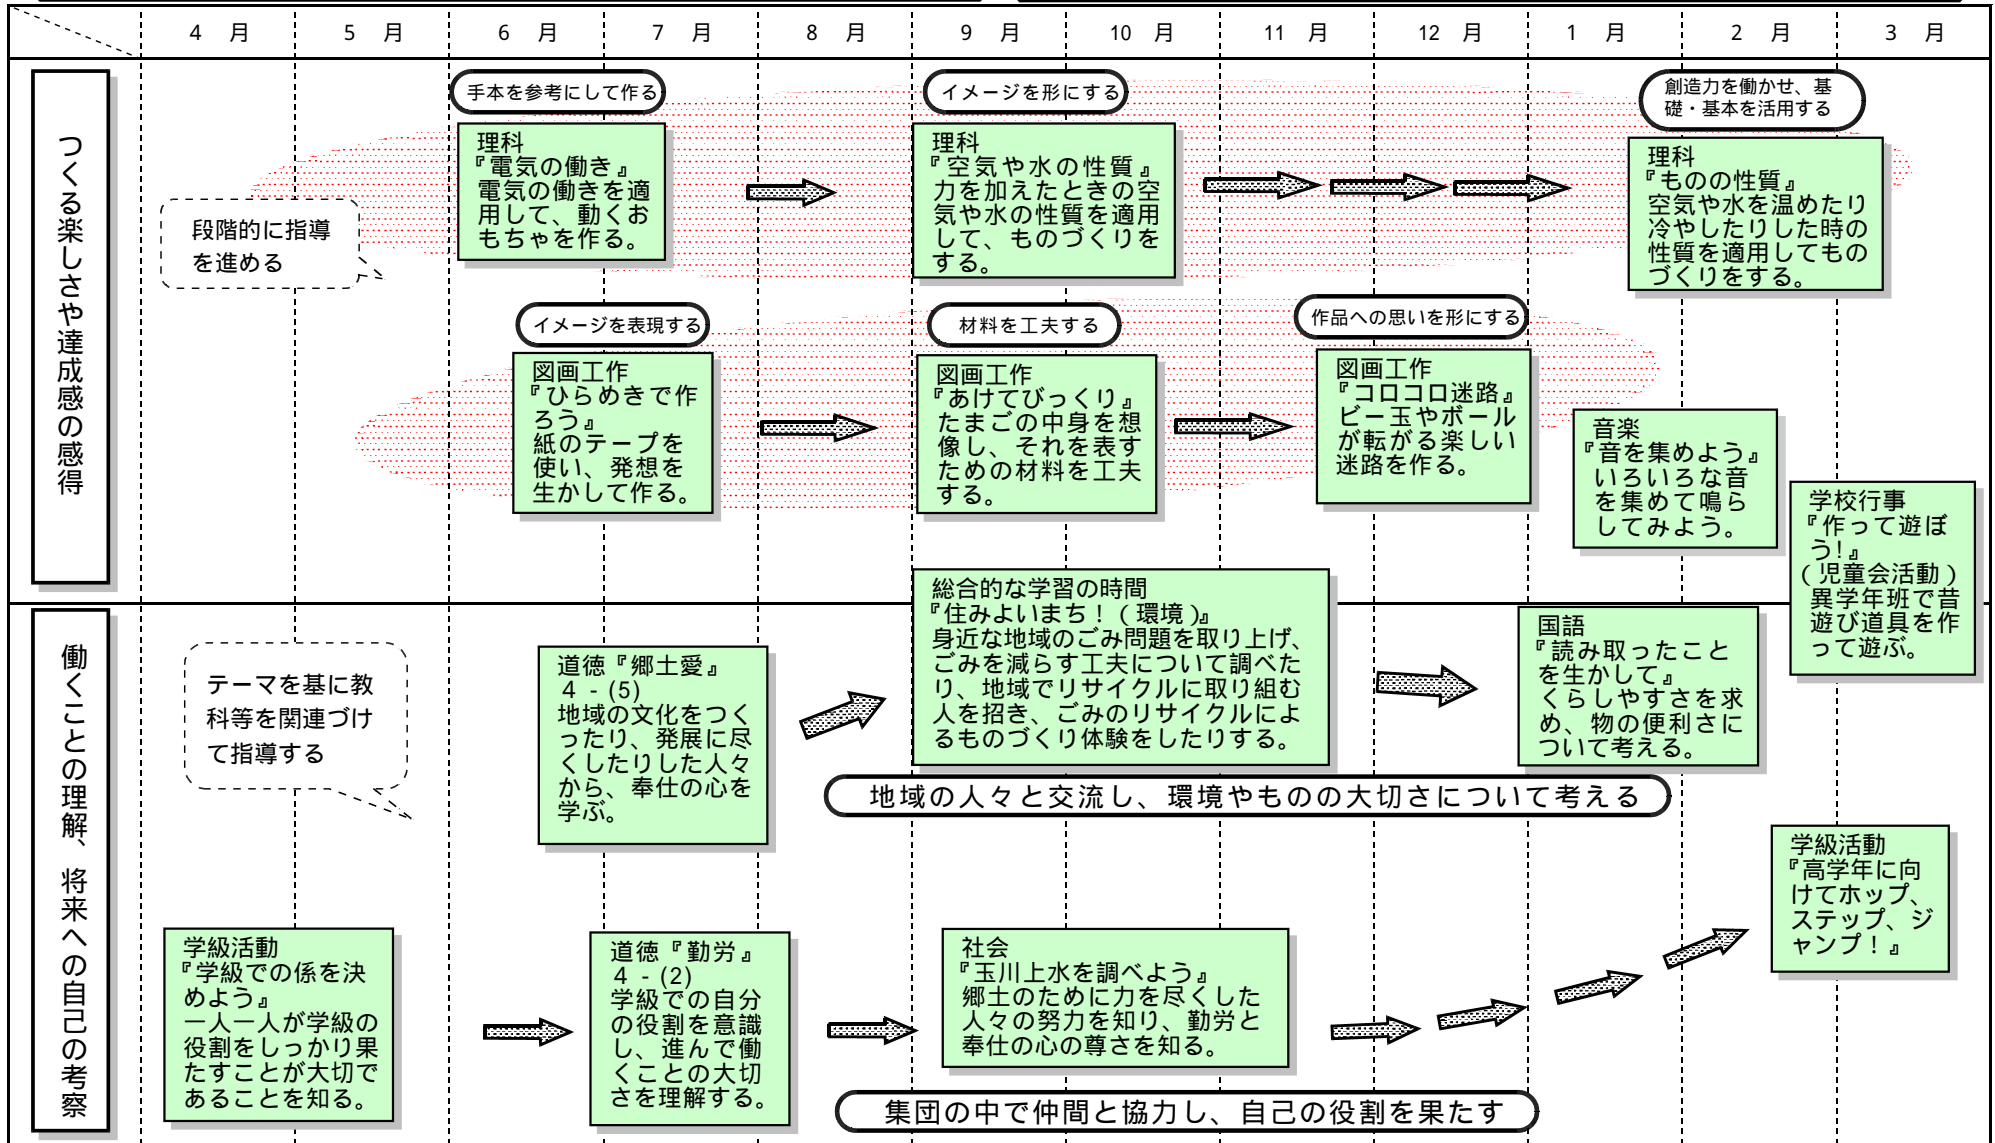 4 月 5 月 6 月 7 月 8 月 9 月 10 月 11 月 12 月 1 月 2 月 3 月
つくる楽しさや達成感の感得
段階的に指導
を進める
手本を参考にして作る
理科
『電気の働き』
電気の働きを適
用して、動くお
もちゃを作る。
イメージを形にする
理科
『空気や水の性質』
力を加えたときの空
気や水の性質を適用
して、ものづくりを
する。
創造力を働かせ、基
礎・基本を活用する
理科
『ものの性質』
空気や水を温めたり
冷やしたりした時の
性質を適用してもの
づくりをする。
イメージを表現する
図画工作
『ひらめきで作
ろう』
紙のテープを
使い、発想を
生かして作る。
材料を工夫する
図画工作
『あけてびっくり』
たまごの中身を想
像し、それを表す
ための材料を工夫
する。
作品への思いを形にする
図画工作
『コロコロ迷路』
ビー玉やボール
が転がる楽しい
迷路を作る。
音楽
『音を集めよう』
いろいろな音
を集めて鳴ら
してみよう。
学校行事
『作って遊ぼ
う!』
(児童会活動)
異学年班で昔
遊び道具を作
って遊ぶ。
働くことの理解、将来への自己の考察
テーマを基に教
科等を関連づけ
て指導する
道徳『郷土愛』
4 - (5)
地域の文化をつく
ったり、発展に尽
くしたりした人々
から、奉仕の心を
学ぶ。
総合的な学習の時間
『住みよいまち！(環境)』
身近な地域のごみ問題を取り上げ、
ごみを減らす工夫について調べた
り、地域でリサイクルに取り組む
人を招き、ごみのリサイクルによ
るものづくり体験をしたりする。
国語
『読み取ったこと
を生かして』
くらしやすさを求
め、物の便利さに
ついて考える。
地域の人々と交流し、環境やものの大切さについて考える
学級活動
『学級での係を決
めよう』
一人一人が学級の
役割をしっかり果
たすことが大切で
あることを知る。
道徳『勤労』
4 - (2)
学級での自分
の役割を意識
し、進んで働
くことの大切
さを理解する。
社会
『玉川上水を調べよう』
郷土のために力を尽くした
人々の努力を知り、勤労と
奉仕の心の尊さを知る。
学級活動
『高学年に向
けてホップ、
ステップ、ジ
ャンプ！』
集団の中で仲間と協力し、自己の役割を果たす